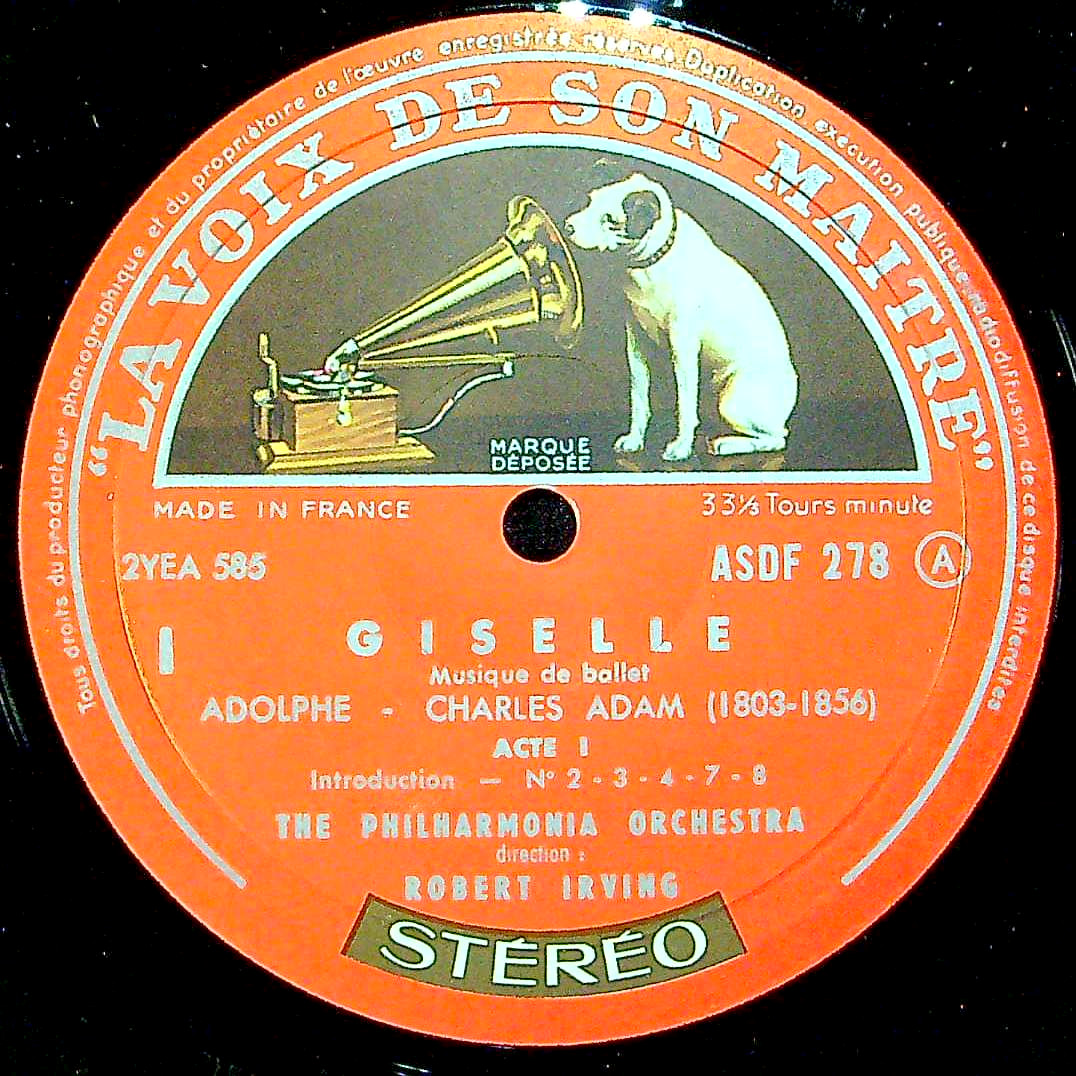 Tous droits du producteur phonographique et du propriétaire de l'œuvre enregistrée réservés Duplication exécution publique radiodiffusion de ce disque interdites
“LA VOIX DE SON MAITRE”
MARQUE
DÉPOSÉE
MADE IN FRANCE 33⅓ Tours minute
2YEA 585 ASDF 278 A
I GISELLE
Musique de ballet
ADOLPHE - CHARLES ADAM (1803-1856)
ACTE I
Introduction — N° 2 - 3 - 4 - 7 - 8
THE PHILHARMONIA ORCHESTRA
direction :
ROBERT IRVING
STÉRÉO